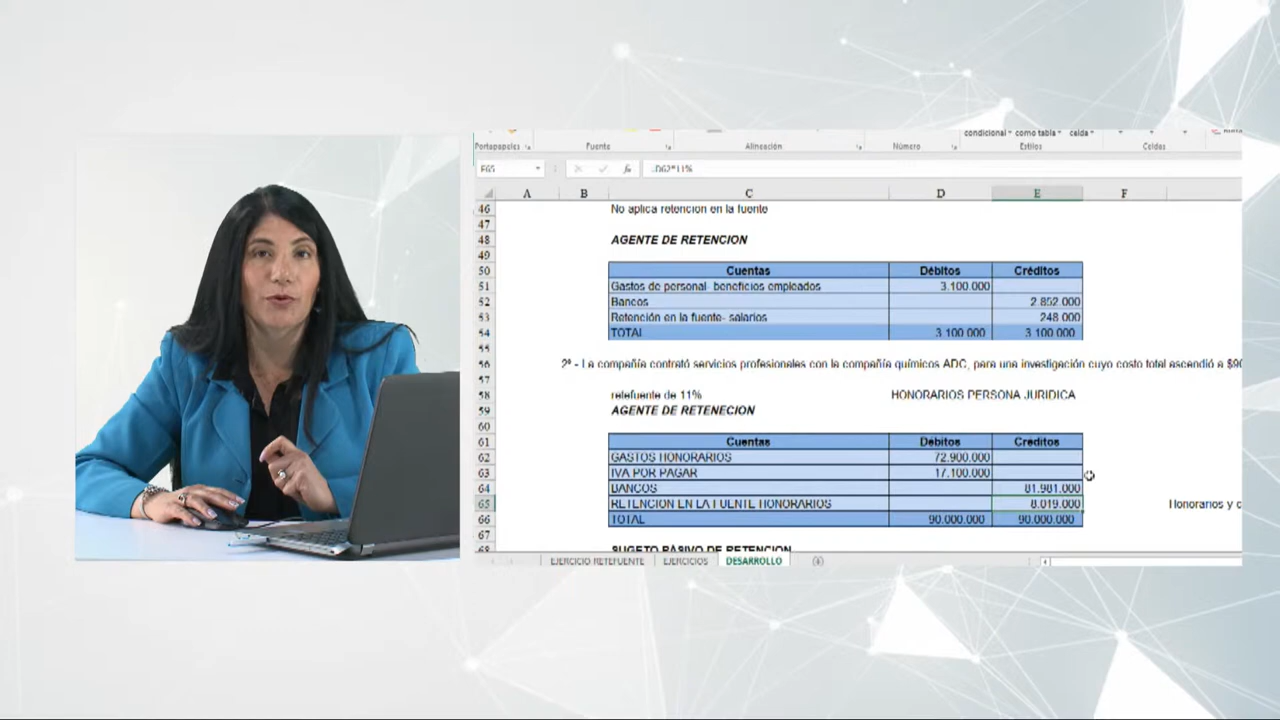 condicional como tabla celda
Portapapeles Fuente Alineación Número Estilos Celdas
E65 fx =D62*11%
A B C D E F
46 No aplica retencion en la fuente
47
48 AGENTE DE RETENCION
49
50 Cuentas Débitos Créditos
51 Gastos de personal- beneficios empleados 3.100.000
52 Bancos 2.852.000
53 Retención en la fuente- salarios 248.000
54 TOTAL 3.100.000 3.100.000
55
56 2º - La compañía contrató servicios profesionales con la compañía químicos ADC, para una investigación cuyo costo total ascendió a $90
57
58 retefuente de 11% HONORARIOS PERSONA JURIDICA
59 AGENTE DE RETENECION
60
61 Cuentas Débitos Créditos
62 GASTOS HONORARIOS 72.900.000
63 IVA POR PAGAR 17.100.000
64 BANCOS 81.981.000
65 RETENCION EN LA FUENTE HONORARIOS 8.019.000 Honorarios y c
66 TOTAL 90.000.000 90.000.000
67
68 SUGETO PASIVO DE RETENCION
EJERCICIO RETEFUENTE EJERCICIOS DESARROLLO